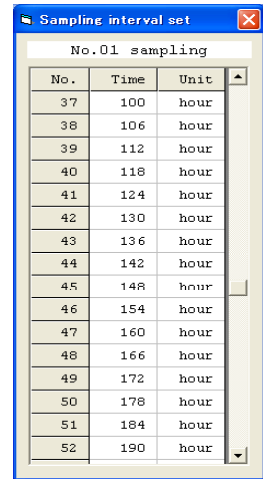 Sampling interval set
No.01 sampling
No. Time Unit
37 100 hour
38 106 hour
39 112 hour
40 118 hour
41 124 hour
42 130 hour
43 136 hour
44 142 hour
45 148 hour
46 154 hour
47 160 hour
48 166 hour
49 172 hour
50 178 hour
51 184 hour
52 190 hour